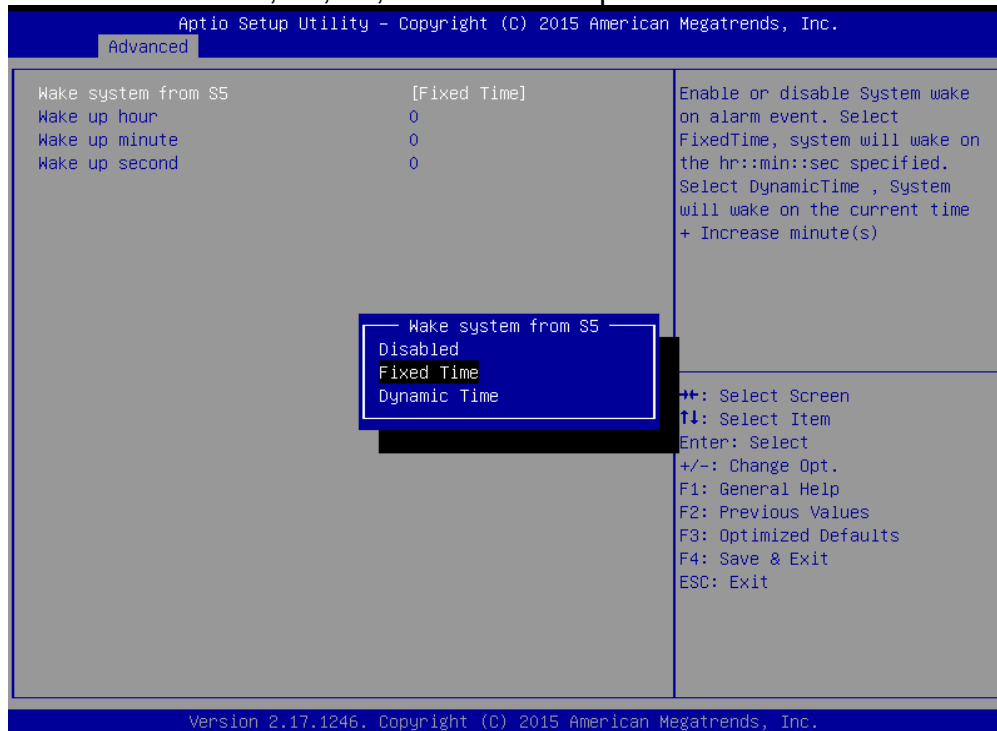 Aptio Setup Utility – Copyright (C) 2015 American Megatrends, Inc.
Advanced
Wake system from S5 [Fixed Time]
Wake up hour 0
Wake up minute 0
Wake up second 0
Enable or disable System wake
on alarm event. Select
FixedTime, system will wake on
the hr::min::sec specified.
Select DynamicTime , System
will wake on the current time
+ Increase minute(s)
Wake system from S5
Disabled
Fixed Time
Dynamic Time
→←: Select Screen
↑↓: Select Item
Enter: Select
+/-: Change Opt.
F1: General Help
F2: Previous Values
F3: Optimized Defaults
F4: Save & Exit
ESC: Exit
Version 2.17.1246. Copyright (C) 2015 American Megatrends, Inc.